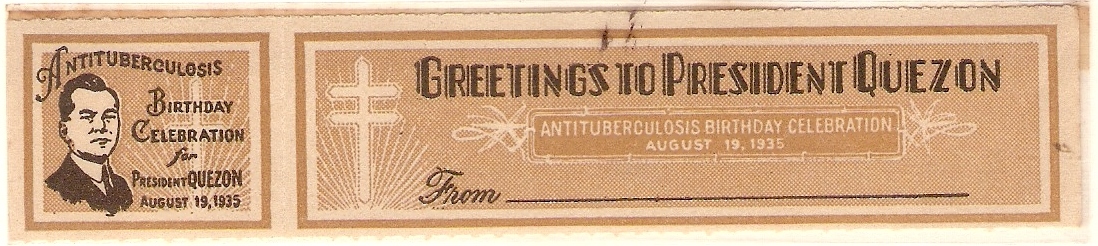 ANTITUBERCULOSIS
BIRTHDAY
CELEBRATION
for
PRESIDENT QUEZON
AUGUST 19, 1935
GREETINGS TO PRESIDENT QUEZON
ANTITUBERCULOSIS BIRTHDAY CELEBRATION
AUGUST 19, 1935
From